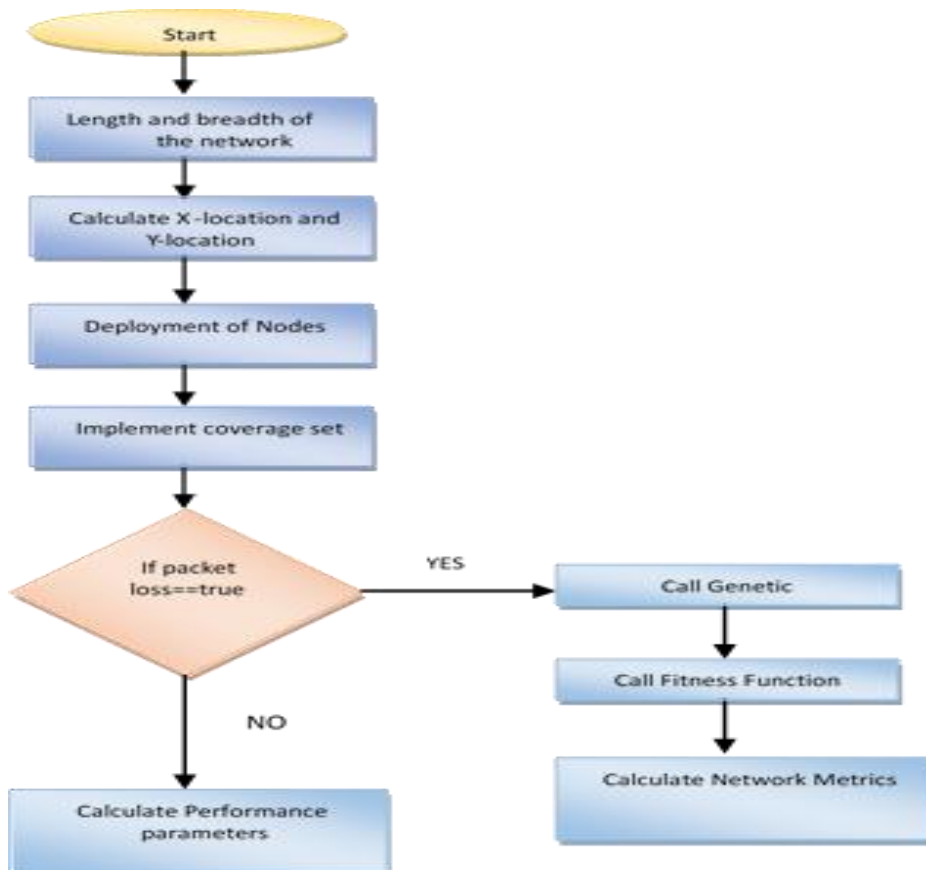 Start
Length and breadth of
the network
Calculate X-location and
Y-location
Deployment of Nodes
Implement coverage set
If packet
loss==true
YES
Call Genetic
Call Fitness Function
NO
Calculate Network Metrics
Calculate Performance
parameters